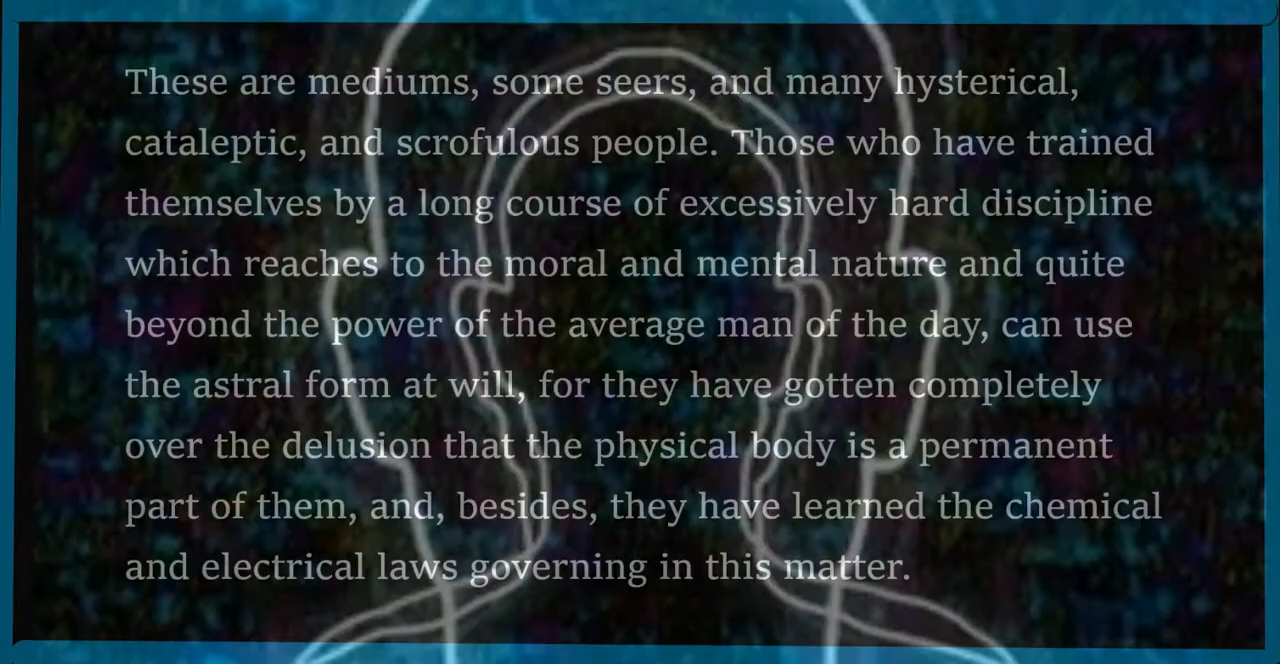 These are mediums, some seers, and many hysterical,
cataleptic, and scrofulous people. Those who have trained
themselves by a long course of excessively hard discipline
which reaches to the moral and mental nature and quite
beyond the power of the average man of the day, can use
the astral form at will, for they have gotten completely
over the delusion that the physical body is a permanent
part of them, and, besides, they have learned the chemical
and electrical laws governing in this matter.